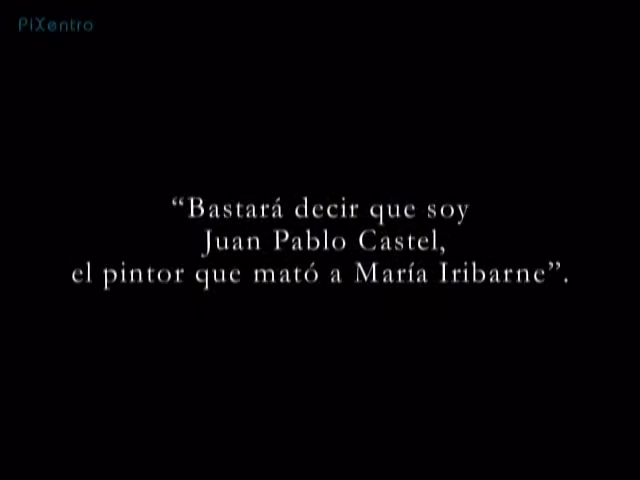 PiXentro
“Bastará decir que soy
Juan Pablo Castel,
el pintor que mató a María Iribarne”.